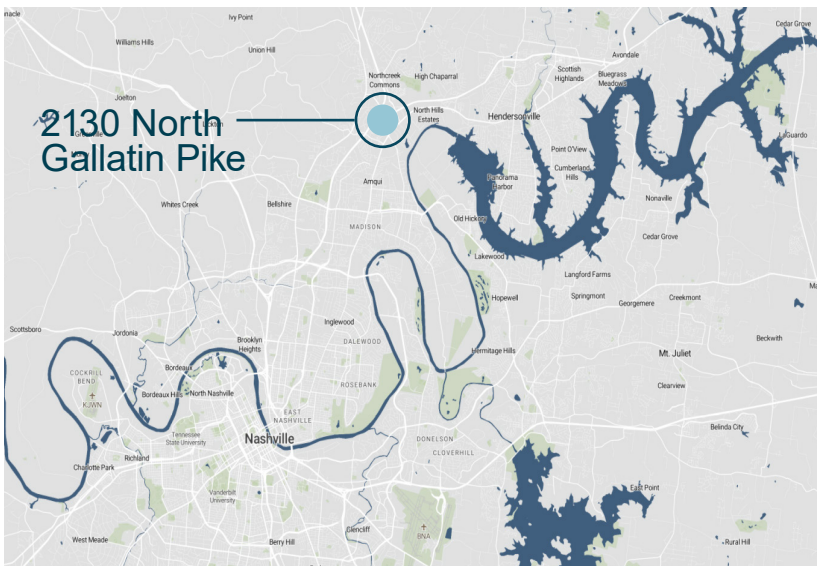 Cedar Grove
Ivy Point
Williams Hills
Union Hill
Avondale
Scottish
Highlands
Bluegrass
Meadows
Northcreek
Commons
High Chaparral
Joelton
2130 North
Gallatin Pike
North Hills
Estates
Hendersonville
LaGuardo
Point O'View
Cumberland
Hills
Panorama
Harbor
Amqui
Nonaville
Whites Creek
Bellshire
Old Hickory
MADISON
Cedar Grove
Lakewood
Langford Farms
Hopewell
Springmont
Georgemere
Creekmont
Scottsboro
Jordonia
Inglewood
Brooklyn
Heights
DALEWOOD
Beckwith
Hermitage Hills
Mt. Juliet
Bordeaux
COCKRILL
BEND
KJWN
Bordeaux Hills
North Nashville
ROSEBANK
Clearview
EAST
NASHVILLE
Tennessee
State University
Nashville
DONELSON
CLOVERHILL
Belinda City
Richland
Charlotte Park
Vanderbilt
University
East Point
Glencliff
BNA
West Meade
Berry Hill
Rural Hill